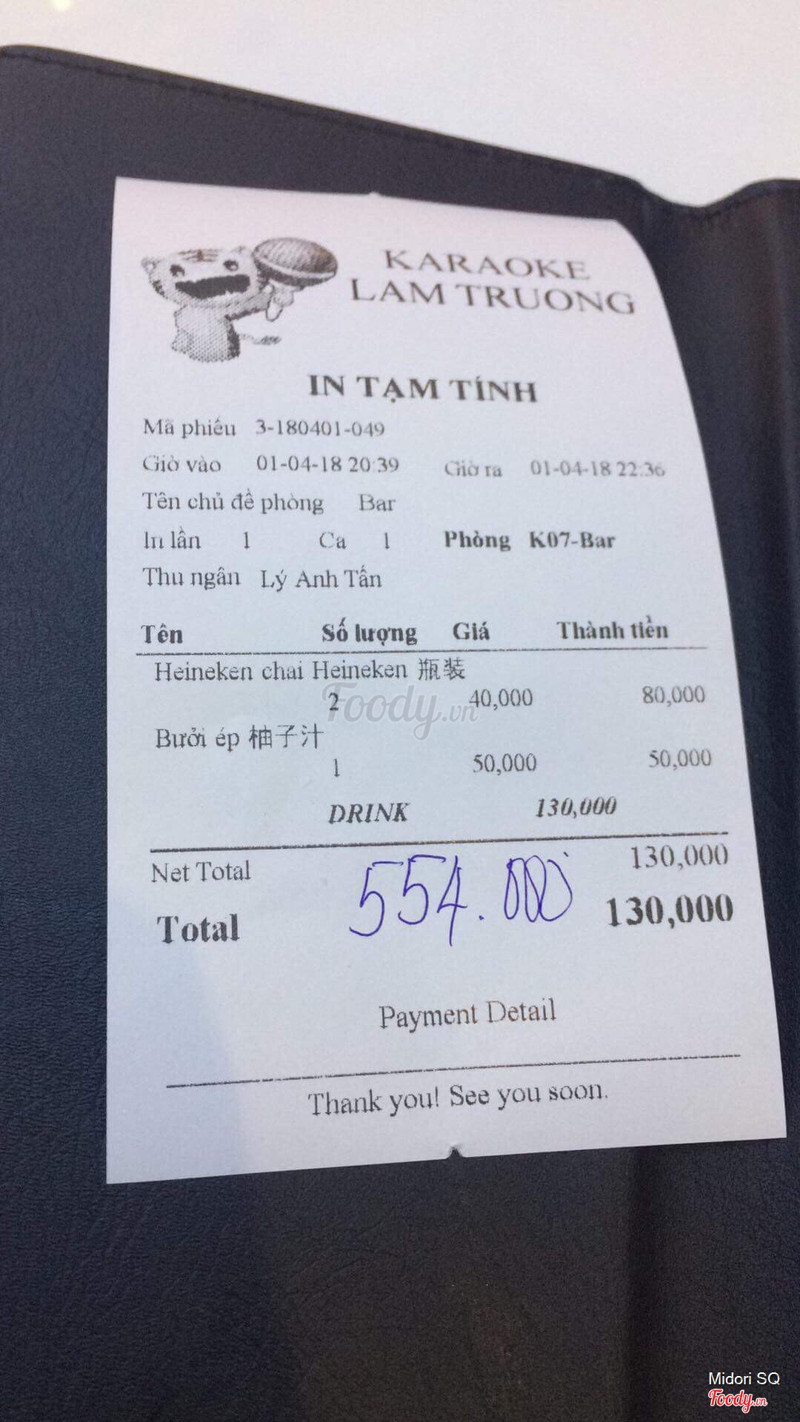 KARAOKE
LAM TRUONG
IN TẠM TÍNH
Mã phiếu 3-180401-049
Giờ vào 01-04-18 20:39 Giờ ra 01-04-18 22:36
Tên chủ đề phòng Bar
In lần 1 Ca 1 Phòng K07-Bar
Thu ngân Lý Anh Tấn
Tên Số lượng Giá Thành tiền
Heineken chai Heineken 瓶装
2 40,000 80,000
Foody.vn
Bưởi ép 柚子汁
1 50,000 50,000
DRINK 130,000
Net Total 130,000
554.000
Total 130,000
Payment Detail
Thank you! See you soon.
Midori SQ
Foody.vn